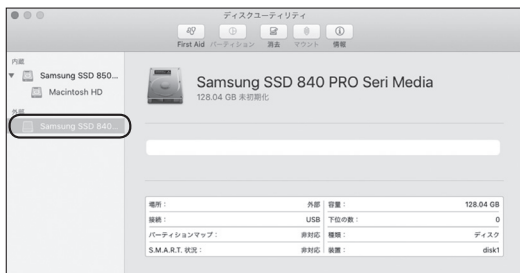 ディスクユーティリティ
First Aid パーティション 消去 マウント 情報
内蔵
Samsung SSD 850...
Macintosh HD
外部
Samsung SSD 840...
Samsung SSD 840 PRO Seri Media
128.04 GB 未初期化
場所： 外部 容量： 128.04 GB
接続： USB 下位の数： 0
パーティションマップ： 非対応 種類： ディスク
S.M.A.R.T. 状況： 非対応 装置： disk1